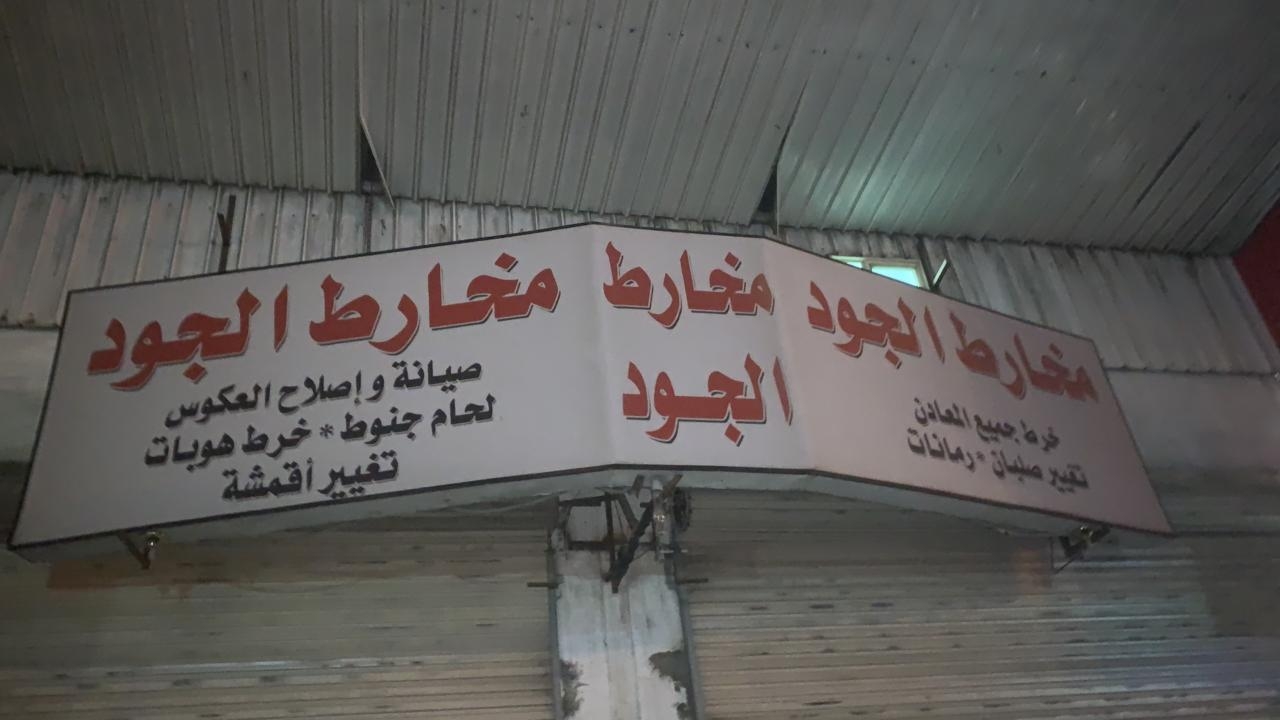 مخارط الجود
خرط جميع المعادن
تغيير صلبان * رمانات
مخارط
الجود
مخارط الجود
صيانة و إصلاح العكوس
لحام جنوط * خرط هوبات
تغيير أقمشة